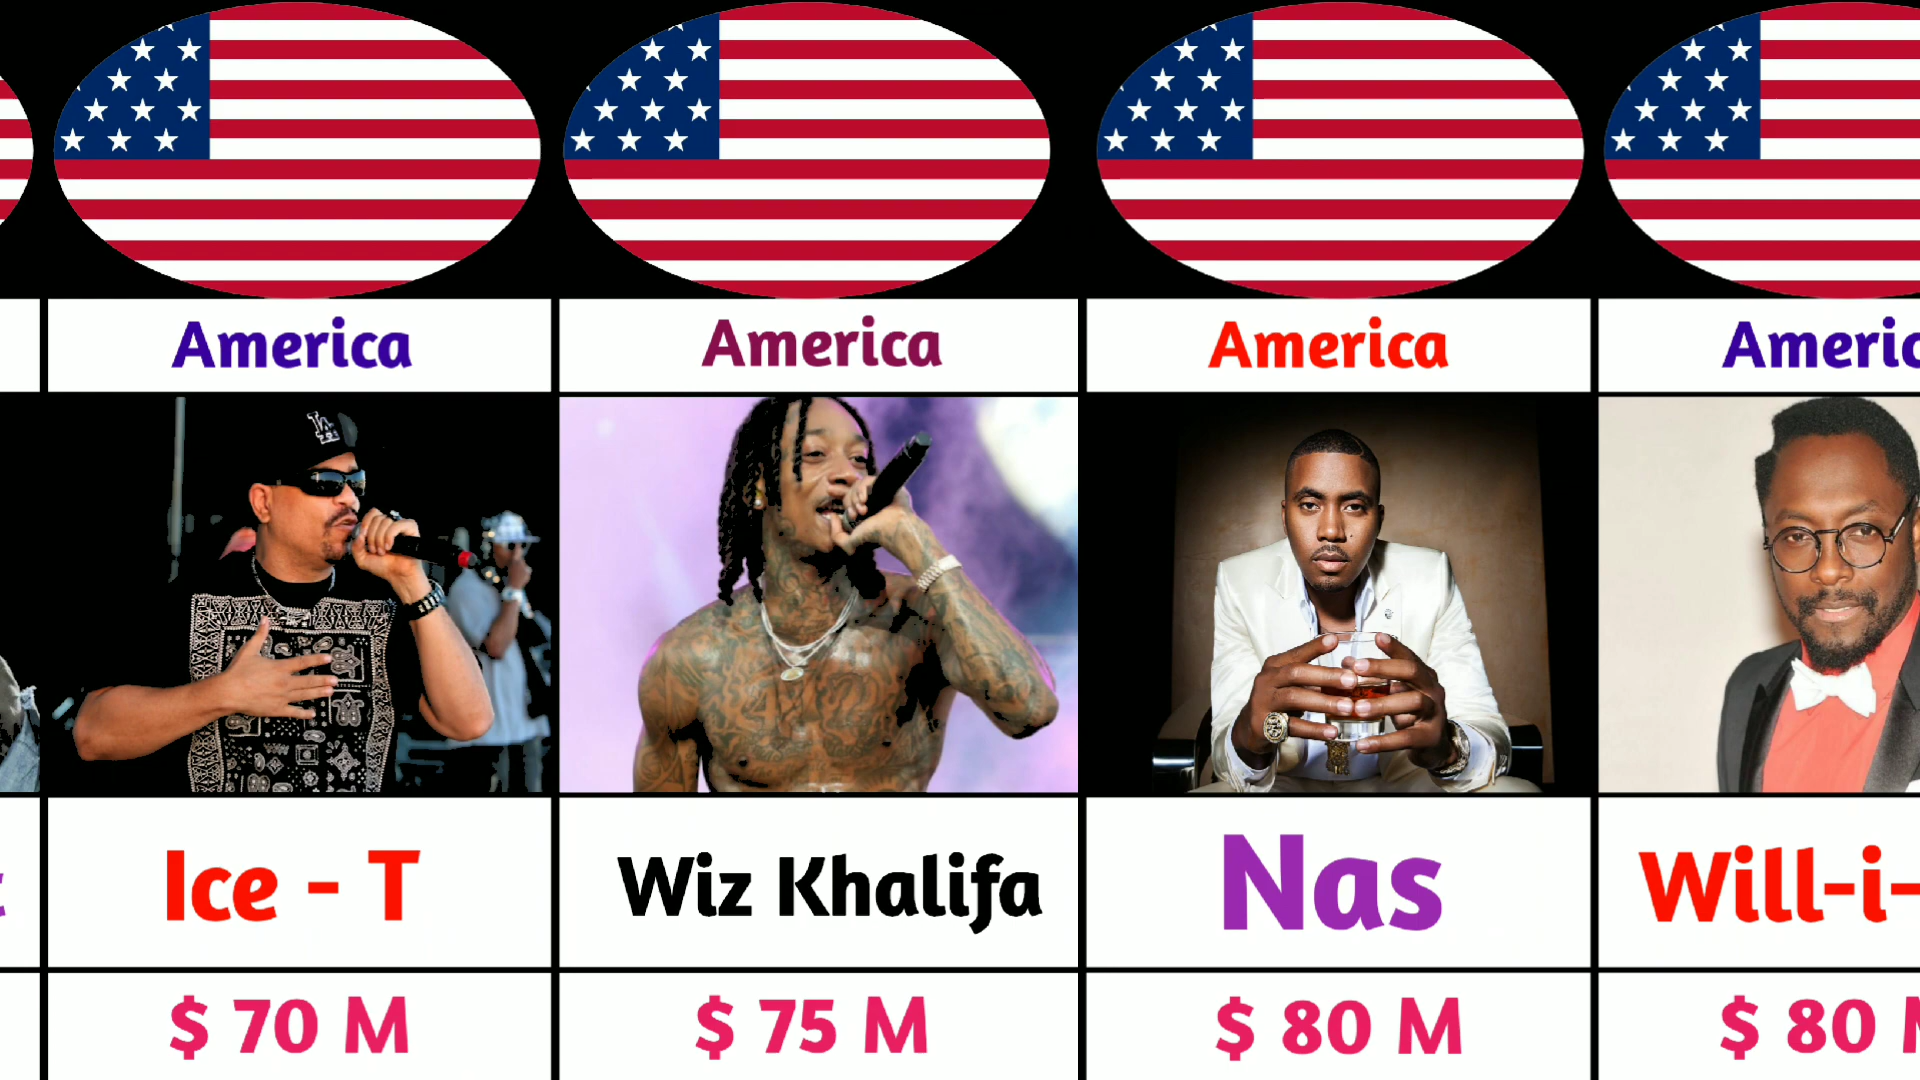 America
America
America
Americ
Ice - T
Wiz Khalifa
Nas
Will-i-
$ 70 M
$ 75 M
$ 80 M
$ 80